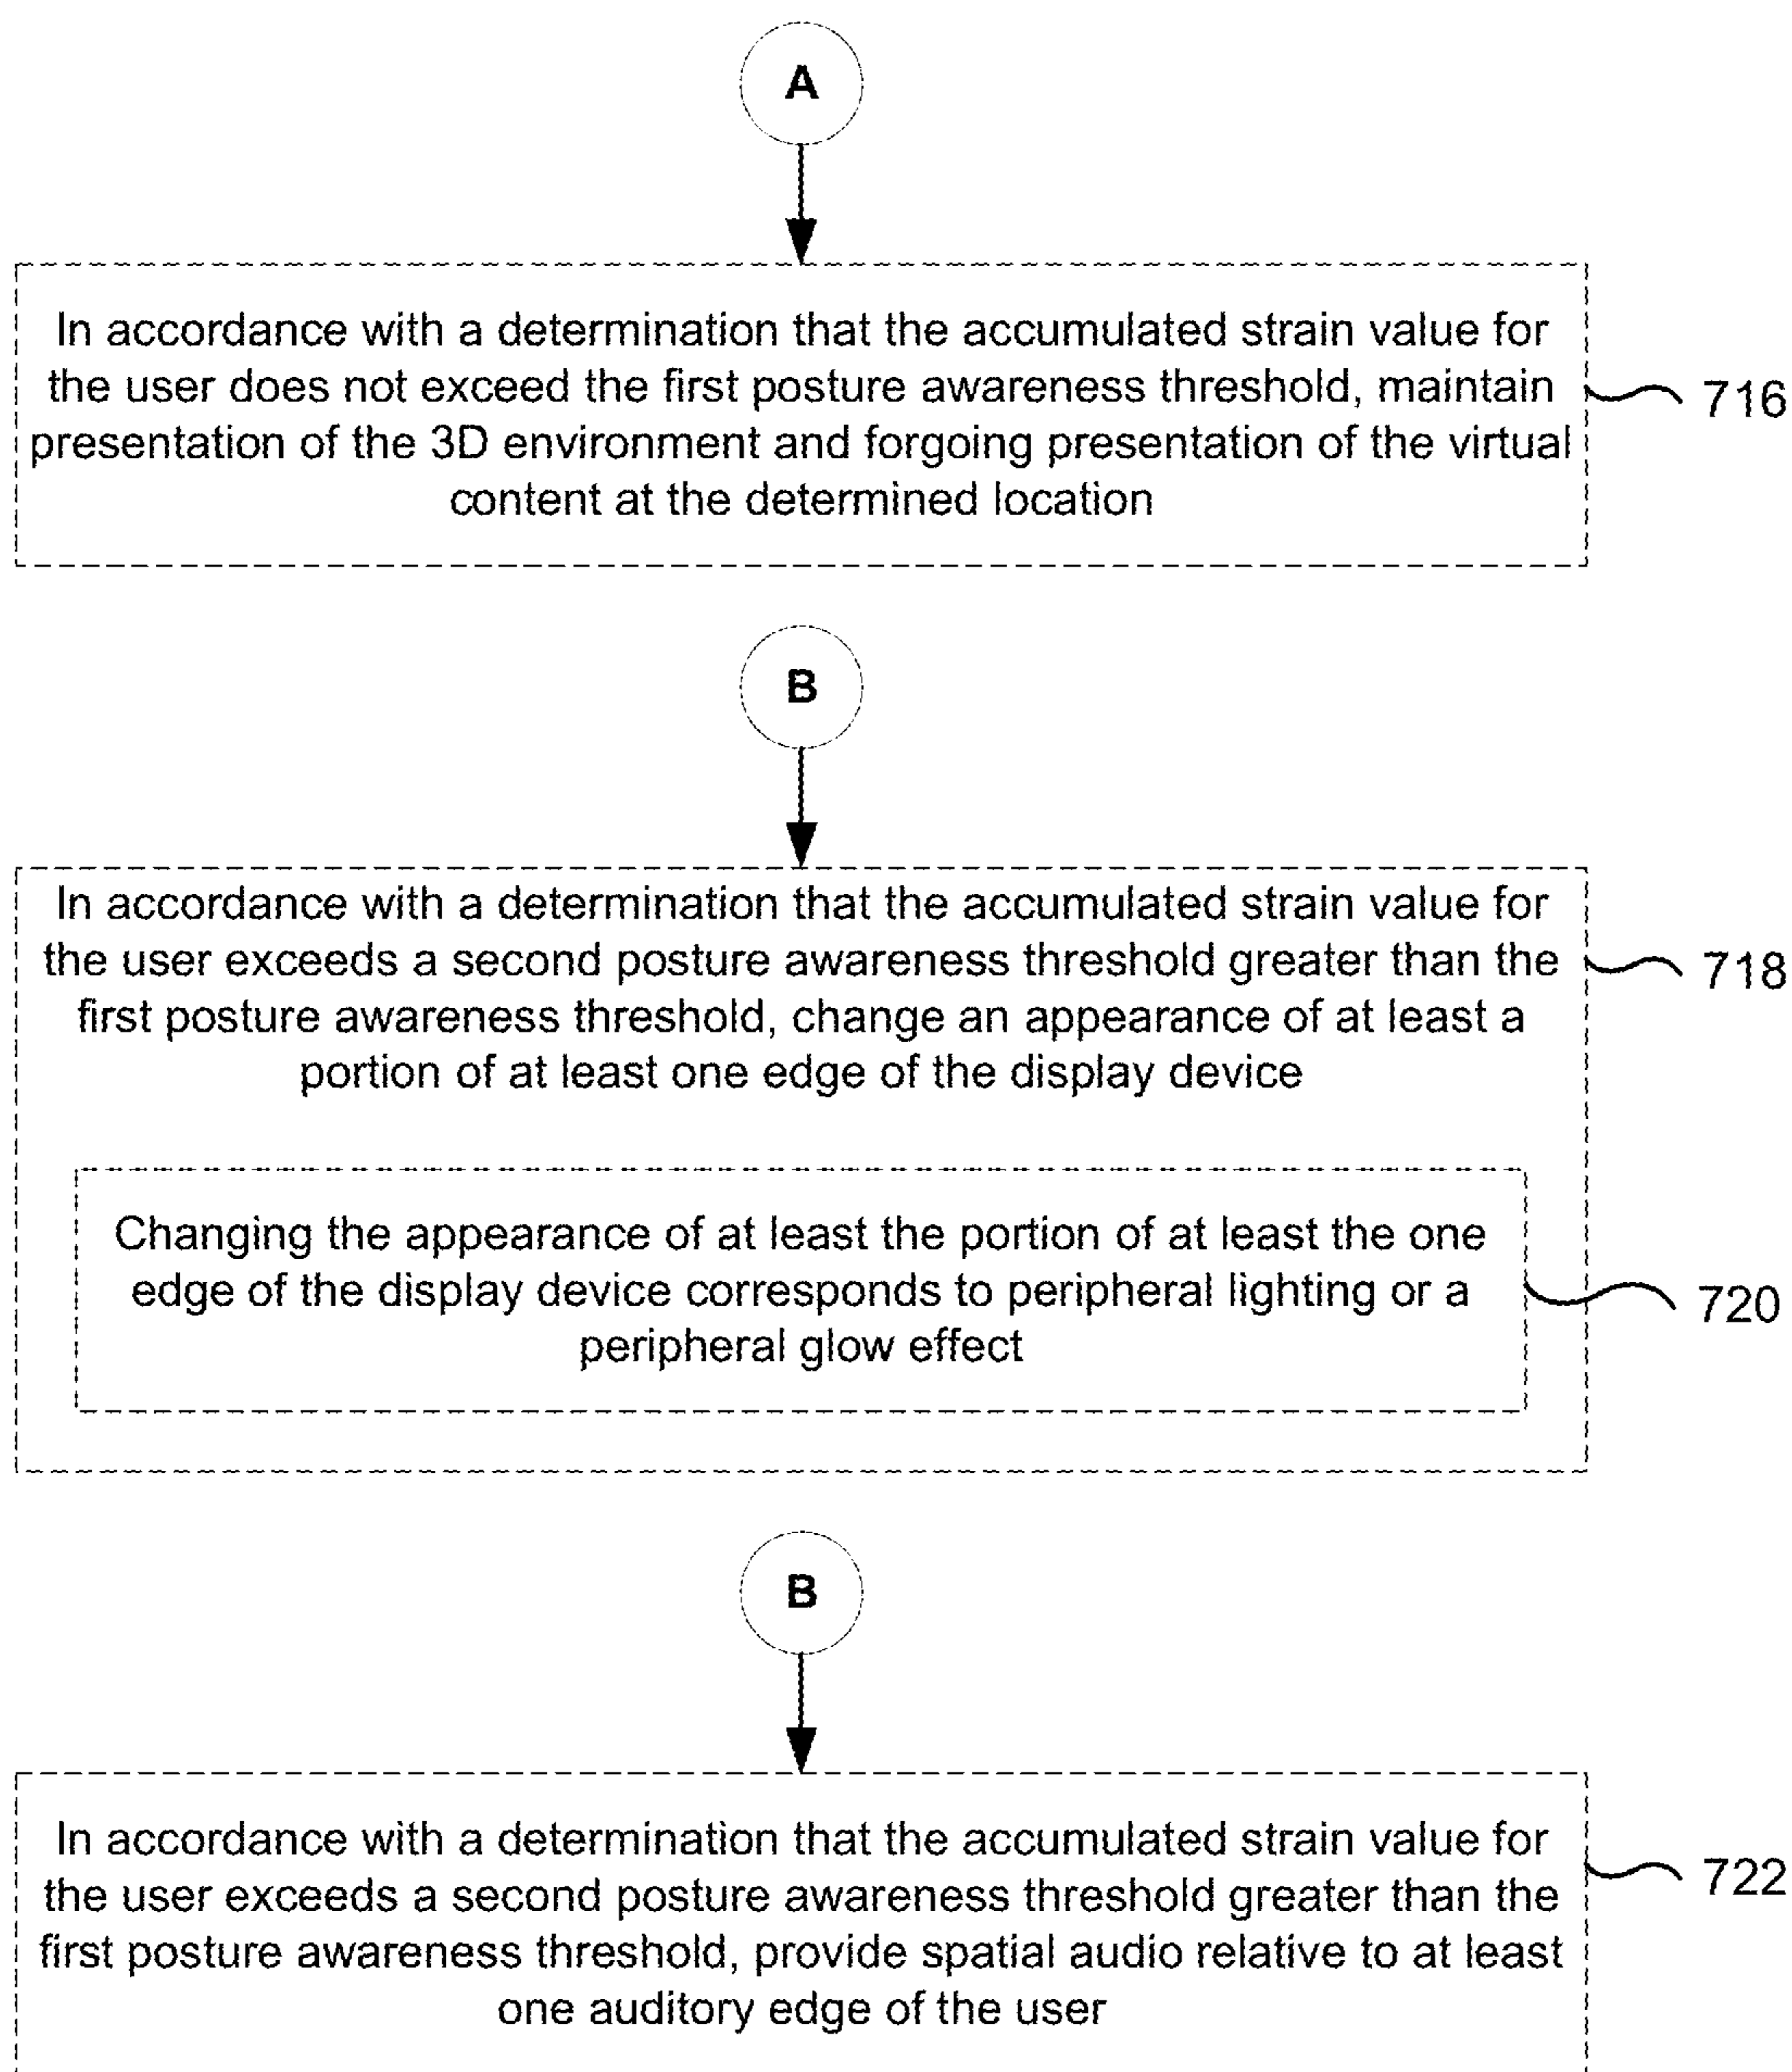 A
In accordance with a determination that the accumulated strain value for
the user does not exceed the first posture awareness threshold, maintain
presentation of the 3D environment and forgoing presentation of the virtual
content at the determined location
716
B
In accordance with a determination that the accumulated strain value for
the user exceeds a second posture awareness threshold greater than the
first posture awareness threshold, change an appearance of at least a
portion of at least one edge of the display device
718
Changing the appearance of at least the portion of at least the one
edge of the display device corresponds to peripheral lighting or a
peripheral glow effect
720
B
In accordance with a determination that the accumulated strain value for
the user exceeds a second posture awareness threshold greater than the
first posture awareness threshold, provide spatial audio relative to at least
one auditory edge of the user
722